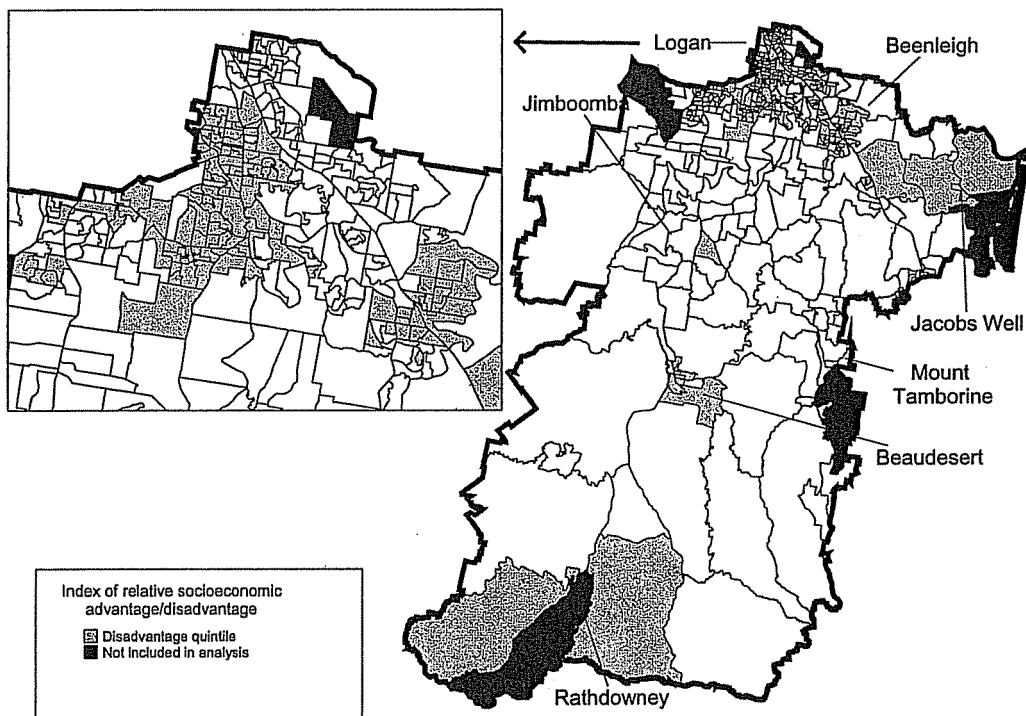 Logan
Beenleigh
Jimboomba
Jacobs Well
Mount
Tamborine
Beaudesert
Index of relative socioeconomic
advantage/disadvantage
Disadvantage quintile
Not included in analysis
Rathdowney